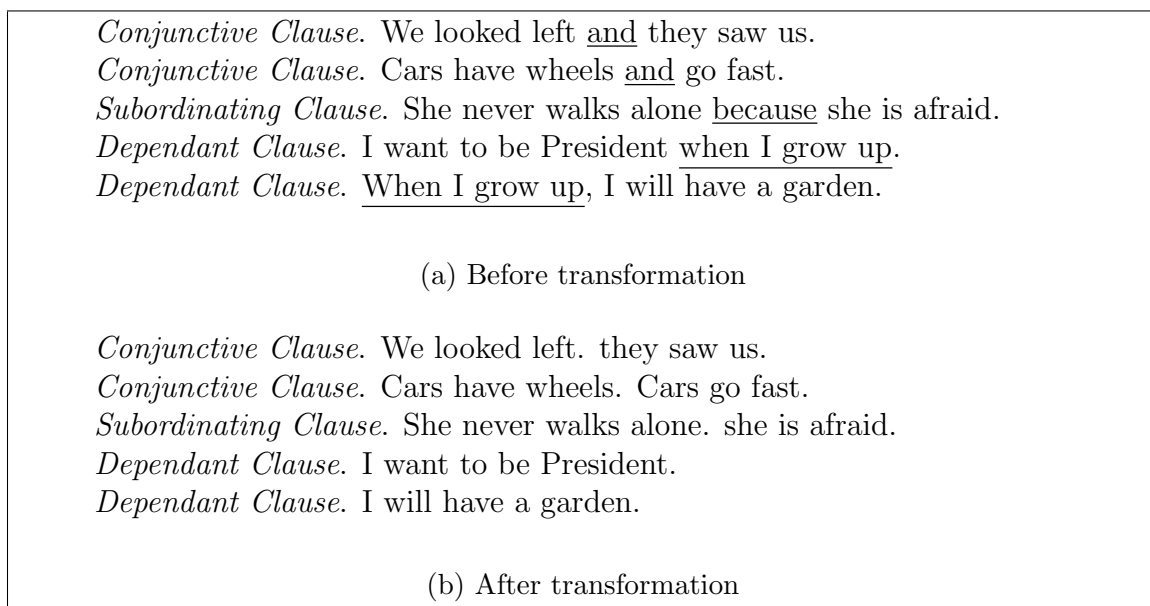 Conjunctive Clause. We looked left and they saw us.
Conjunctive Clause. Cars have wheels and go fast.
Subordinating Clause. She never walks alone because she is afraid.
Dependant Clause. I want to be President when I grow up.
Dependant Clause. When I grow up, I will have a garden.
(a) Before transformation
Conjunctive Clause. We looked left. they saw us.
Conjunctive Clause. Cars have wheels. Cars go fast.
Subordinating Clause. She never walks alone. she is afraid.
Dependant Clause. I want to be President.
Dependant Clause. I will have a garden.
(b) After transformation